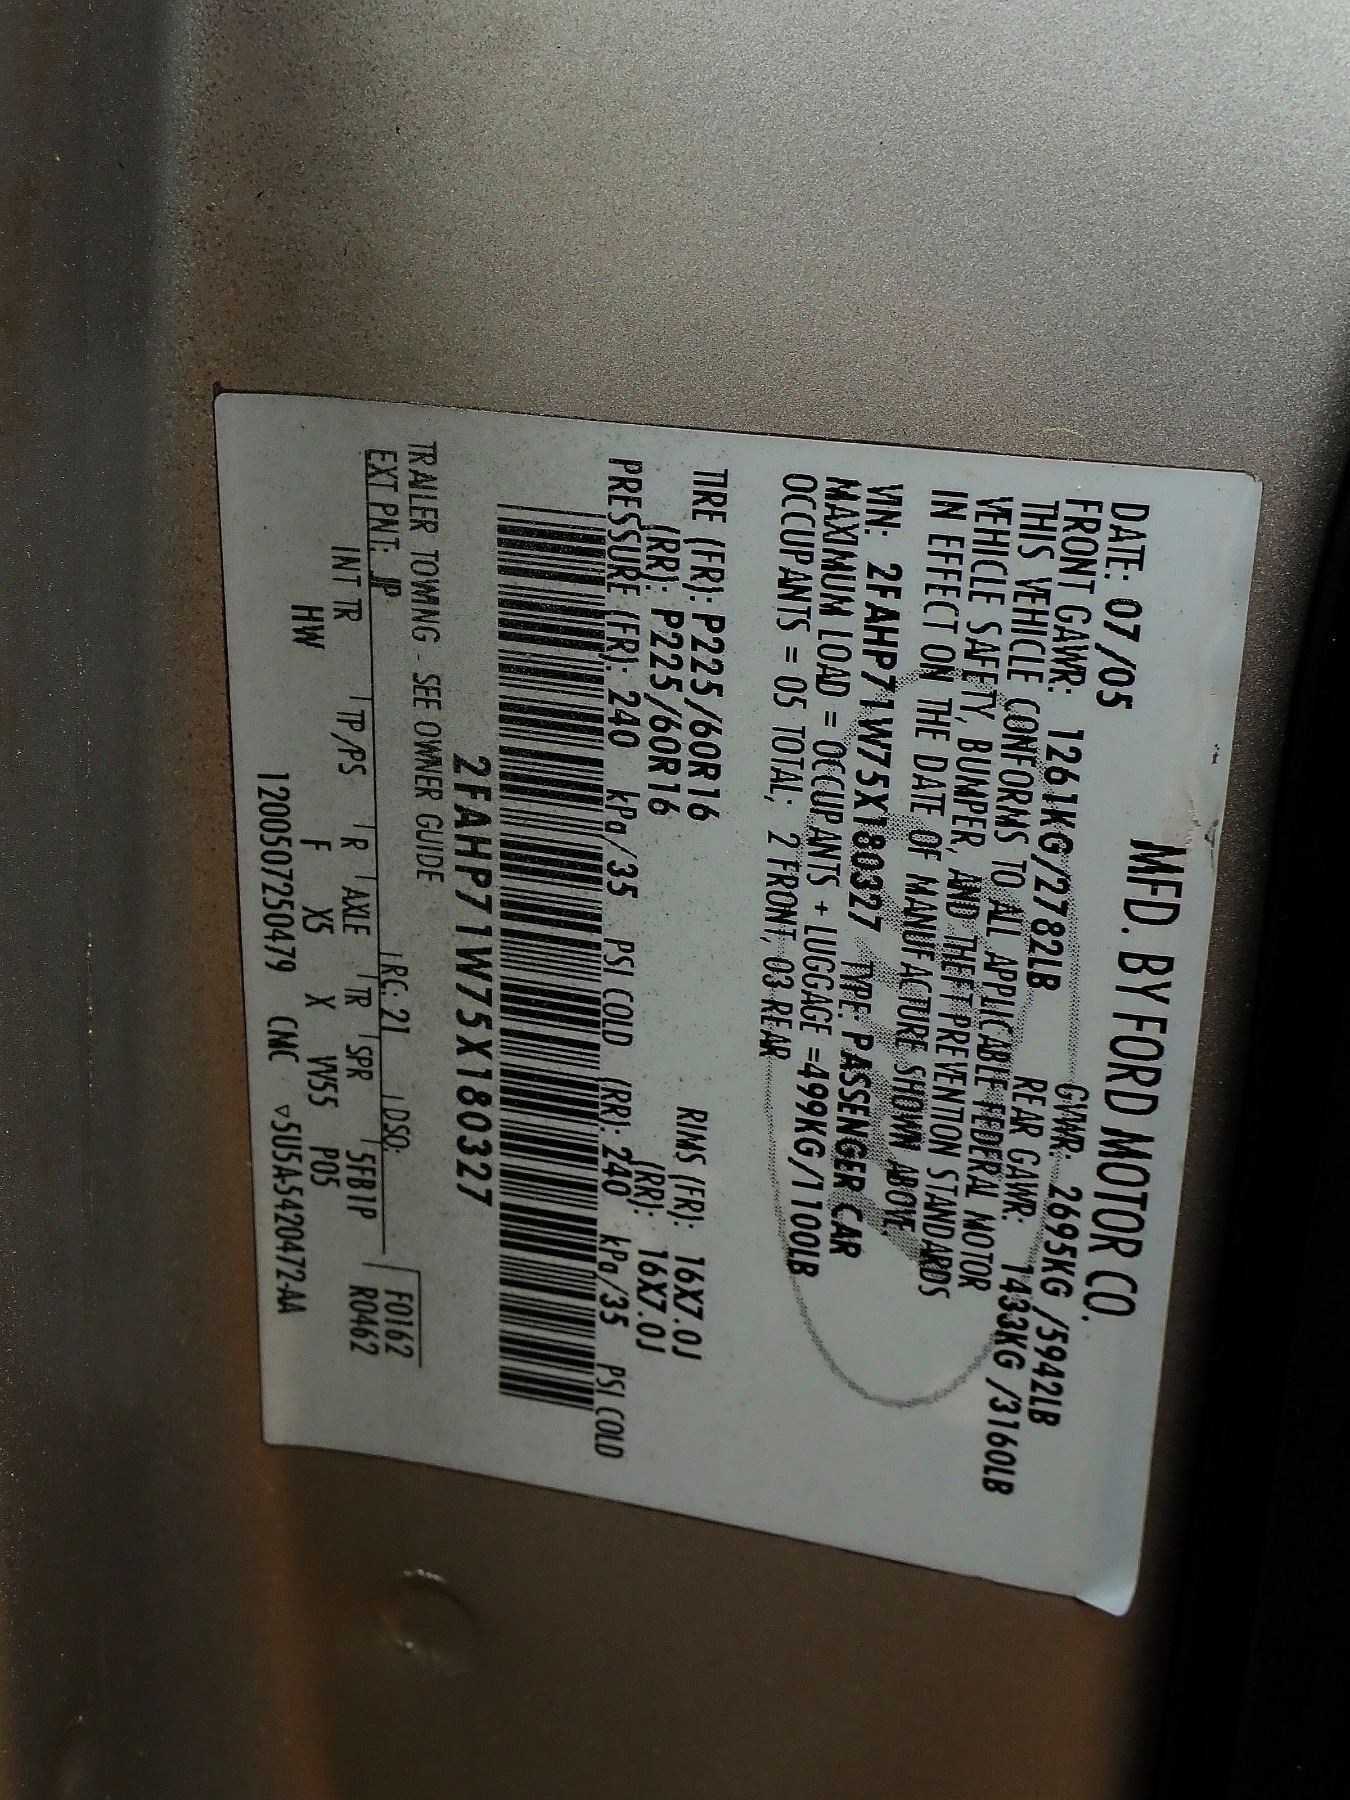 MFD. BY FORD MOTOR CO.
DATE: 07/05 GVWR: 2695KG/5942LB
FRONT GAWR: 1261KG/2782LB REAR GAWR: 1433KG/3160LB
THIS VEHICLE CONFORMS TO ALL APPLICABLE FEDERAL MOTOR
VEHICLE SAFETY, BUMPER, AND THEFT PREVENTION STANDARDS
IN EFFECT ON THE DATE OF MANUFACTURE SHOWN ABOVE.
VIN: 2FAHP71W75X180327 TYPE: PASSENGER CAR
MAXIMUM LOAD = OCCUPANTS + LUGGAGE =499KG/1100LB
OCCUPANTS = 05 TOTAL; 2 FRONT, 03 REAR
TIRE (FR): P225/60R16 RIMS (FR): 16X7.0J
(RR): P225/60R16 (RR): 16X7.0J
PRESSURE (FR): 240 kPa/35 PSI COLD (RR): 240 kPa/35 PSI COLD
2FAHP71W75X180327
TRAILER TOWING - SEE OWNER GUIDE
EXT PNT: JP RC: 21 DSO: F0162
INT TR TP/PS R AXLE TR SPR 5FB1P R0462
HW F X5 X VV55 P05
1200507250479 CMC ▽5U5A-5420472-AA